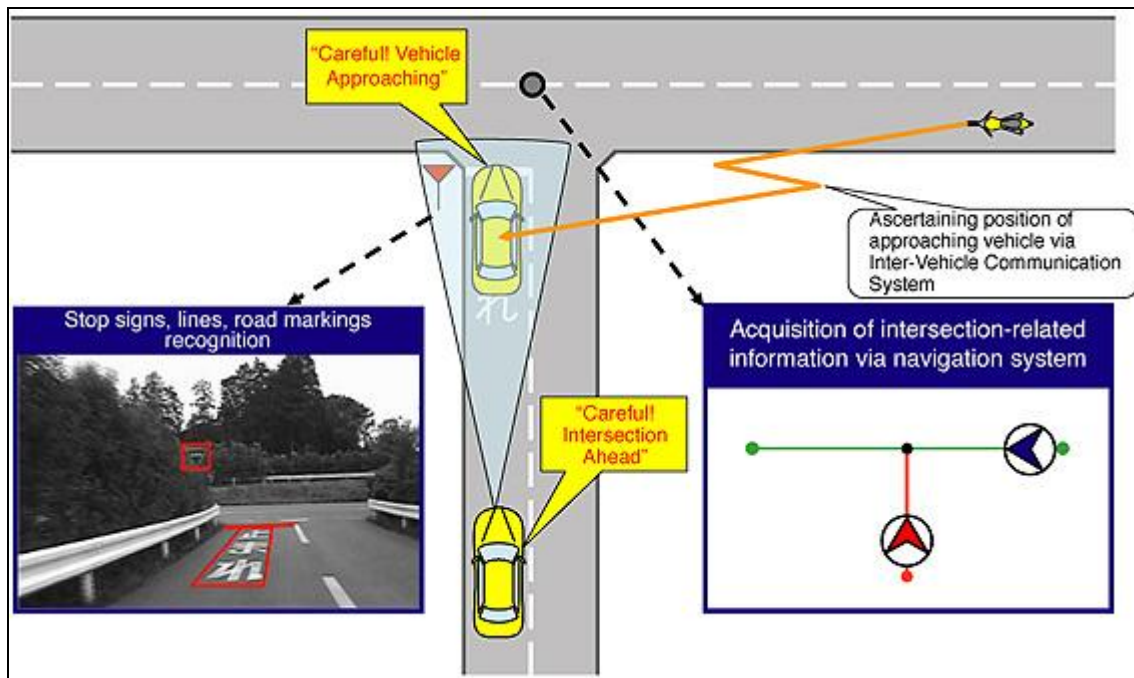 “Careful! Vehicle
Approaching”
Ascertaining position of
approaching vehicle via
Inter-Vehicle Communication
System
れ
Stop signs, lines, road markings
recognition
Acquisition of intersection-related
information via navigation system
“Careful!
Intersection
Ahead”